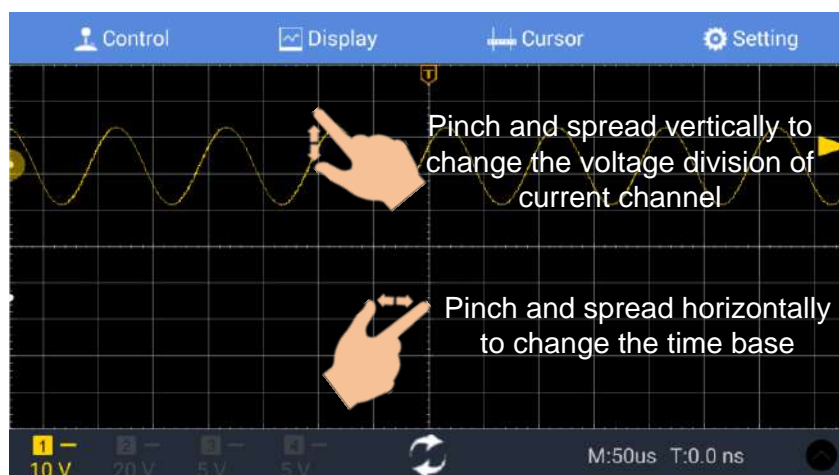 Control Display Cursor Setting
T
Pinch and spread vertically to
change the voltage division of
current channel
Pinch and spread horizontally
to change the time base
1 2 3 4
10 V 20 V 5 V 5 V M:50us T:0.0 ns